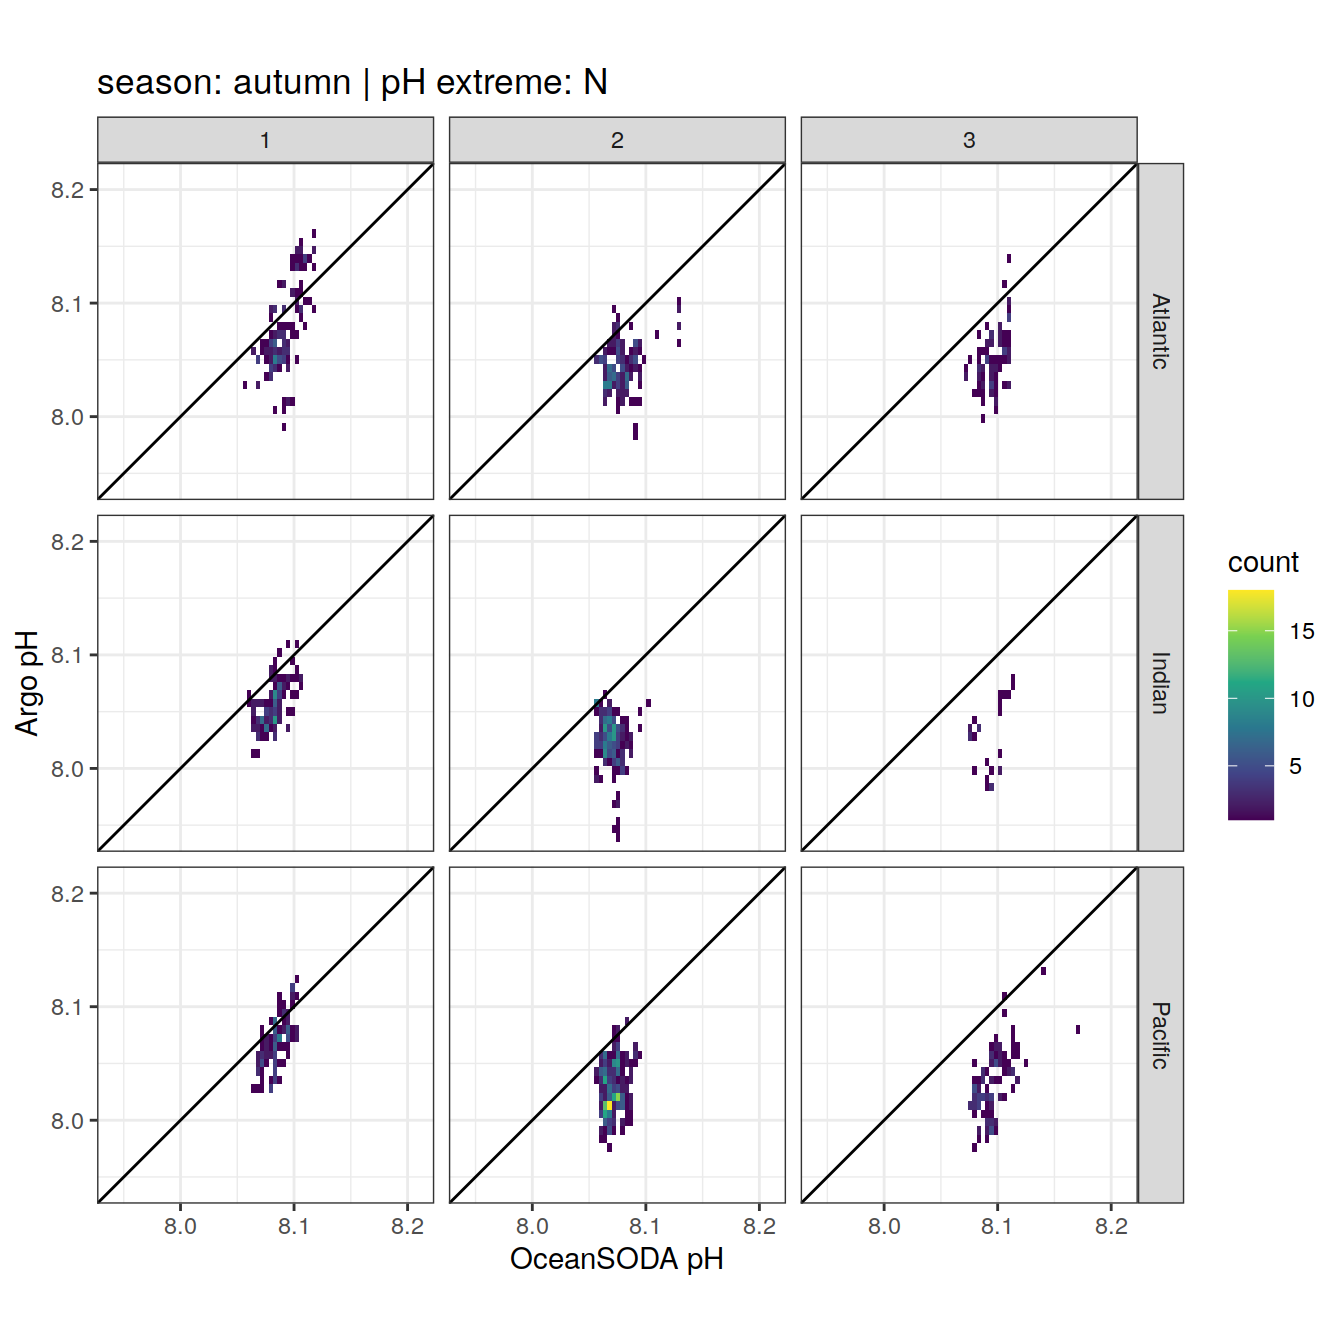 season: autumn | pH extreme: N
1 2 3
8.2
8.1
8.0
Atlantic
8.2
8.1
8.0
Indian
8.2
8.1
8.0
Pacific
Argo pH
8.0 8.1 8.2 8.0 8.1 8.2 8.0 8.1 8.2
OceanSODA pH
count
15
10
5